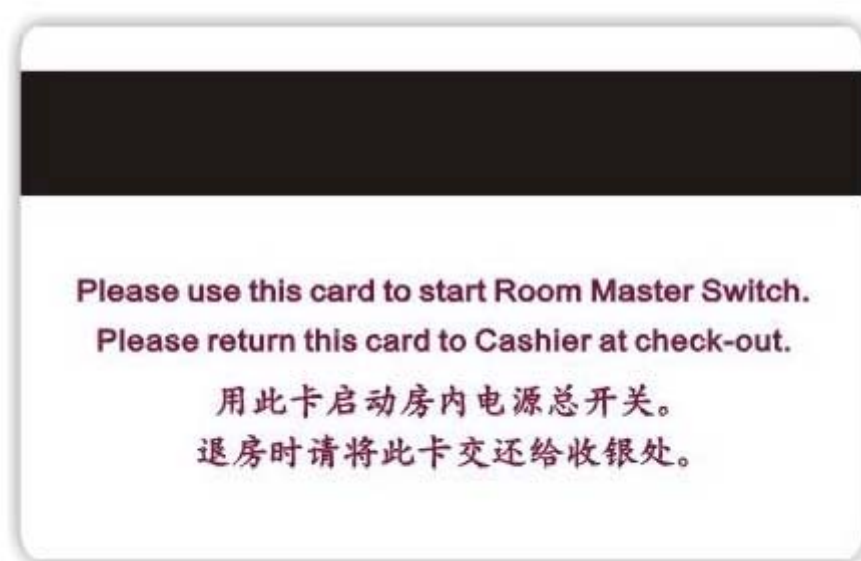 Please use this card to start Room Master Switch.
Please return this card to Cashier at check-out.
用此卡启动房内电源总开关。
退房时请将此卡交还给收银处。